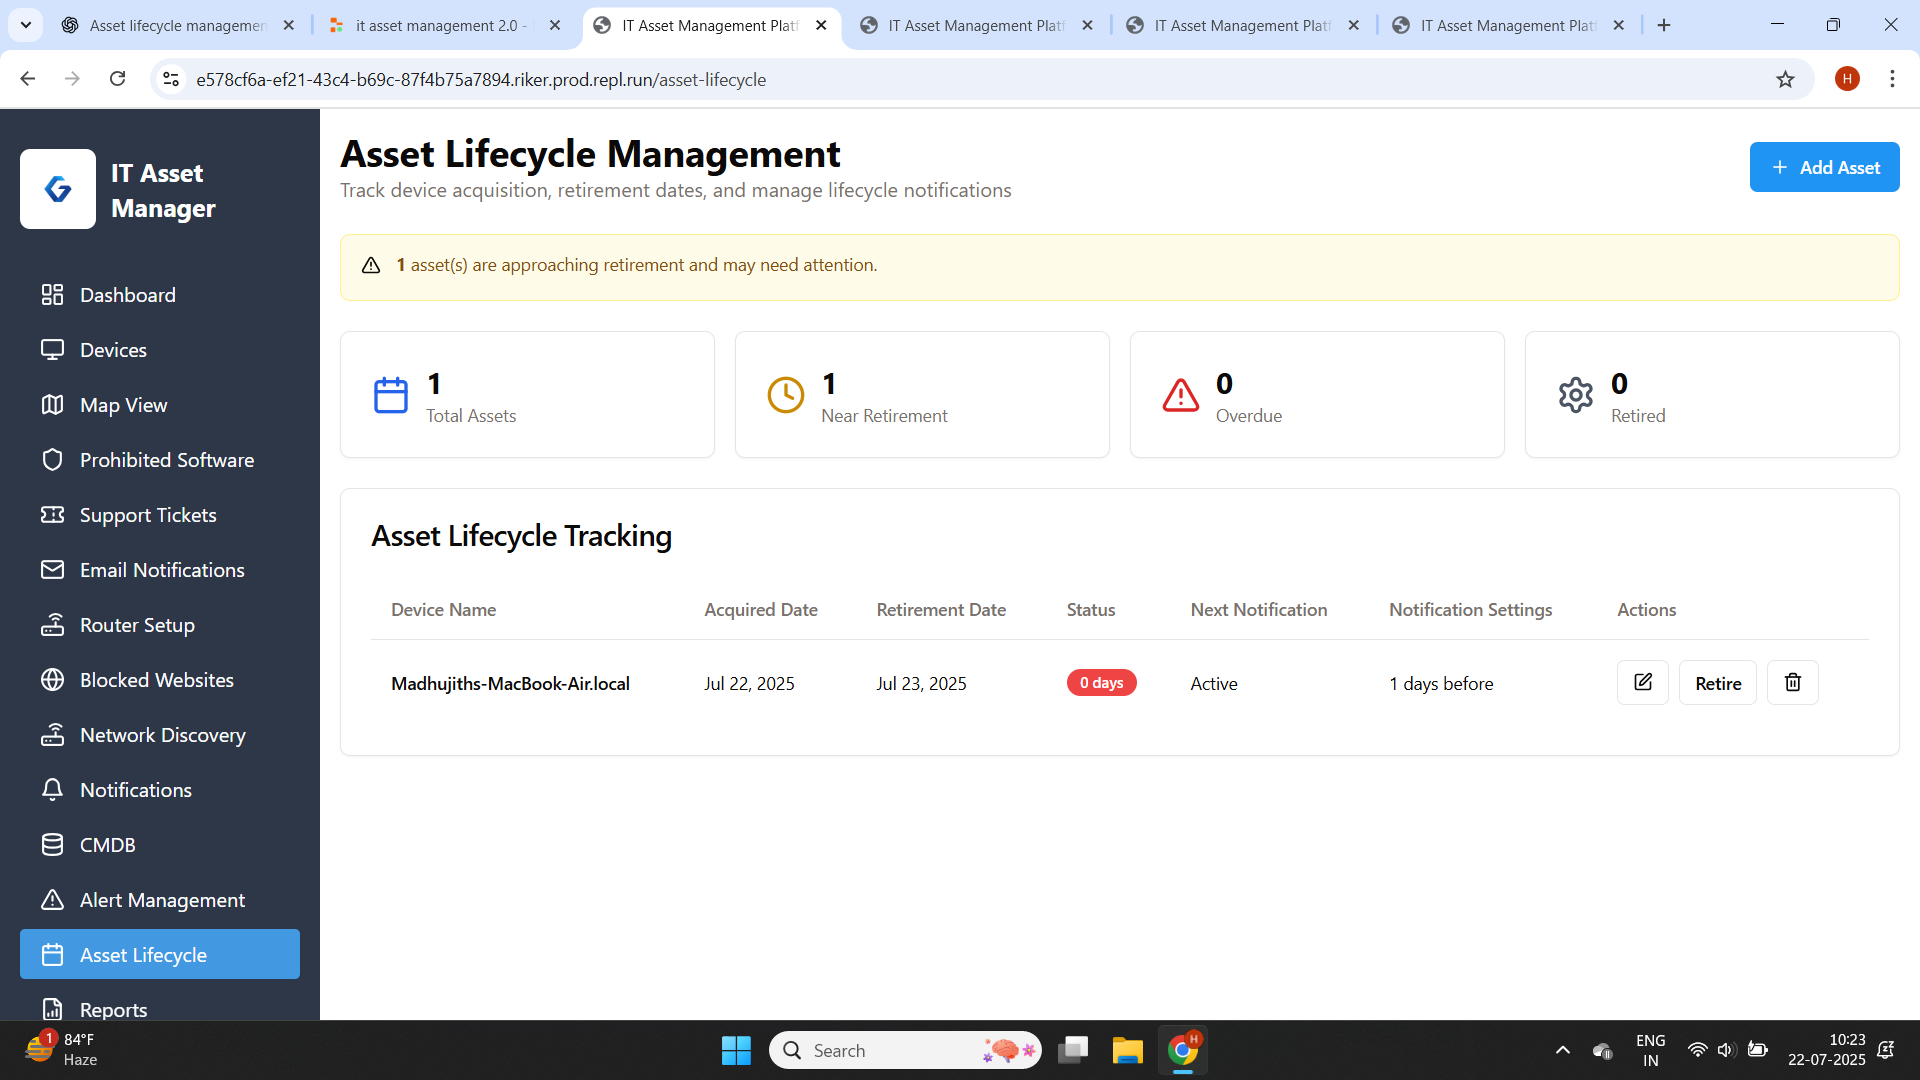 Asset lifecycle managemen
it asset management 2.0 -
IT Asset Management Platf
IT Asset Management Platf
IT Asset Management Platf
IT Asset Management Plat
e578cf6a-ef21-43c4-b69c-87f4b75a7894.riker.prod.repl.run/asset-lifecycle
H
IT Asset
Manager
Dashboard
Devices
Map View
Prohibited Software
Support Tickets
Email Notifications
Router Setup
Blocked Websites
Network Discovery
Notifications
CMDB
Alert Management
Asset Lifecycle
Reports
Asset Lifecycle Management
Track device acquisition, retirement dates, and manage lifecycle notifications
+ Add Asset
1 asset(s) are approaching retirement and may need attention.
1
Total Assets
1
Near Retirement
0
Overdue
0
Retired
Asset Lifecycle Tracking
Device Name Acquired Date Retirement Date Status Next Notification Notification Settings Actions
Madhujiths-MacBook-Air.local Jul 22, 2025 Jul 23, 2025 0 days Active 1 days before Retire
1
84°F
Haze
Search
H
ENG
IN
10:23
22-07-2025